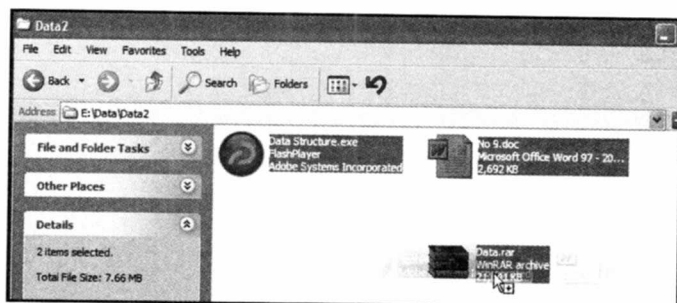 Data2
File Edit View Favorites Tools Help
Back Search Folders
Address E:\Data\Data2
File and Folder Tasks
Other Places
Details
2 items selected.
Total File Size: 7.66 MB
Data Structure.exe
FlashPlayer
Adobe Systems Incorporated
No 9.doc
Microsoft Office Word 97 - 20...
2,692 KB
Data.rar
WinRAR archive
KB